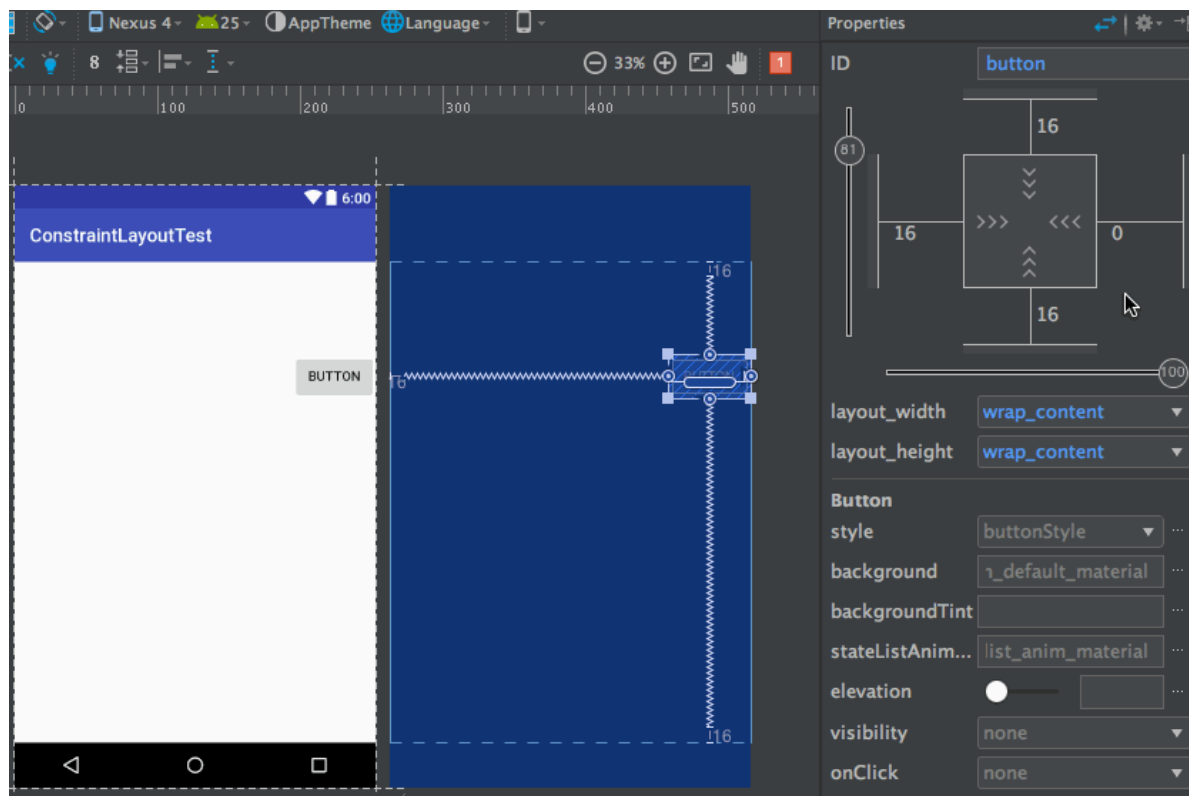 Nexus 4 25 AppTheme Language
Properties
8 33% 1
ID button
0 100 200 300 400 500
16
81
16 0
16
100
6:00
ConstraintLayoutTest
BUTTON
16
16
16
layout_width wrap_content
layout_height wrap_content
Button
style buttonStyle
background n_default_material
backgroundTint
stateListAnim... list_anim_material
elevation
visibility none
onClick none